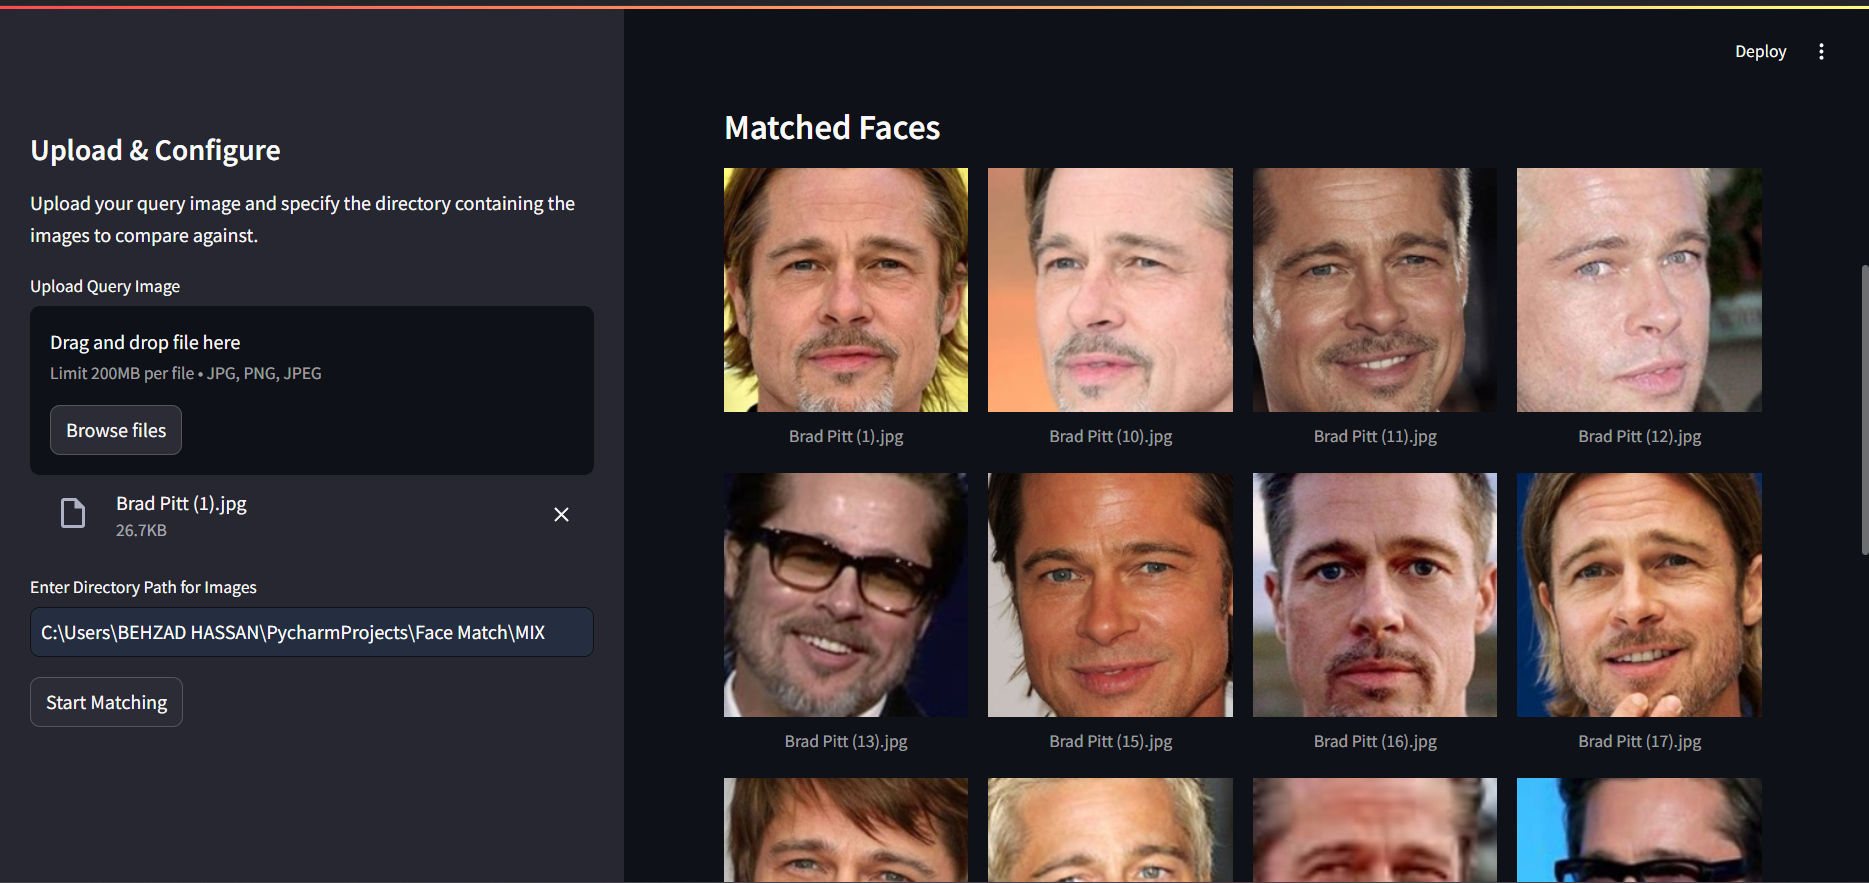 Deploy
Upload & Configure
Upload your query image and specify the directory containing the
images to compare against.
Upload Query Image
Drag and drop file here
Limit 200MB per file • JPG, PNG, JPEG
Browse files
Brad Pitt (1).jpg
26.7KB
Enter Directory Path for Images
C:\Users\BEHZAD HASSAN\PycharmProjects\Face Match\MIX
Start Matching
Matched Faces
Brad Pitt (1).jpg
Brad Pitt (10).jpg
Brad Pitt (11).jpg
Brad Pitt (12).jpg
Brad Pitt (13).jpg
Brad Pitt (15).jpg
Brad Pitt (16).jpg
Brad Pitt (17).jpg